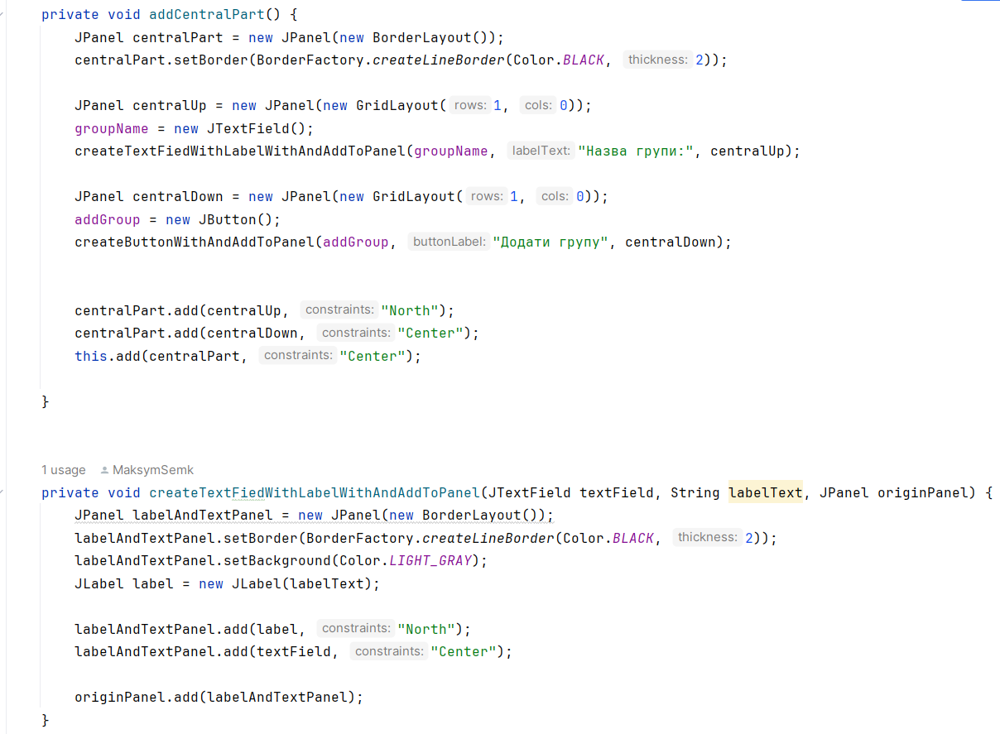 private void addCentralPart() {
JPanel centralPart = new JPanel(new BorderLayout());
centralPart.setBorder(BorderFactory.createLineBorder(Color.BLACK, thickness: 2));
JPanel centralUp = new JPanel(new GridLayout( rows: 1, cols: 0));
groupName = new JTextField();
createTextFiedWithLabelWithAndAddToPanel(groupName, labelText: "Назва групи:", centralUp);
JPanel centralDown = new JPanel(new GridLayout( rows: 1, cols: 0));
addGroup = new JButton();
createButtonWithAndAddToPanel(addGroup, buttonLabel: "Додати групу", centralDown);
centralPart.add(centralUp, constraints: "North");
centralPart.add(centralDown, constraints: "Center");
this.add(centralPart, constraints: "Center");
}
1 usage MaksymSemk
private void createTextFiedWithLabelWithAndAddToPanel(JTextField textField, String labelText, JPanel originPanel) {
JPanel labelAndTextPanel = new JPanel(new BorderLayout());
labelAndTextPanel.setBorder(BorderFactory.createLineBorder(Color.BLACK, thickness: 2));
labelAndTextPanel.setBackground(Color.LIGHT_GRAY);
JLabel label = new JLabel(labelText);
labelAndTextPanel.add(label, constraints: "North");
labelAndTextPanel.add(textField, constraints: "Center");
originPanel.add(labelAndTextPanel);
}